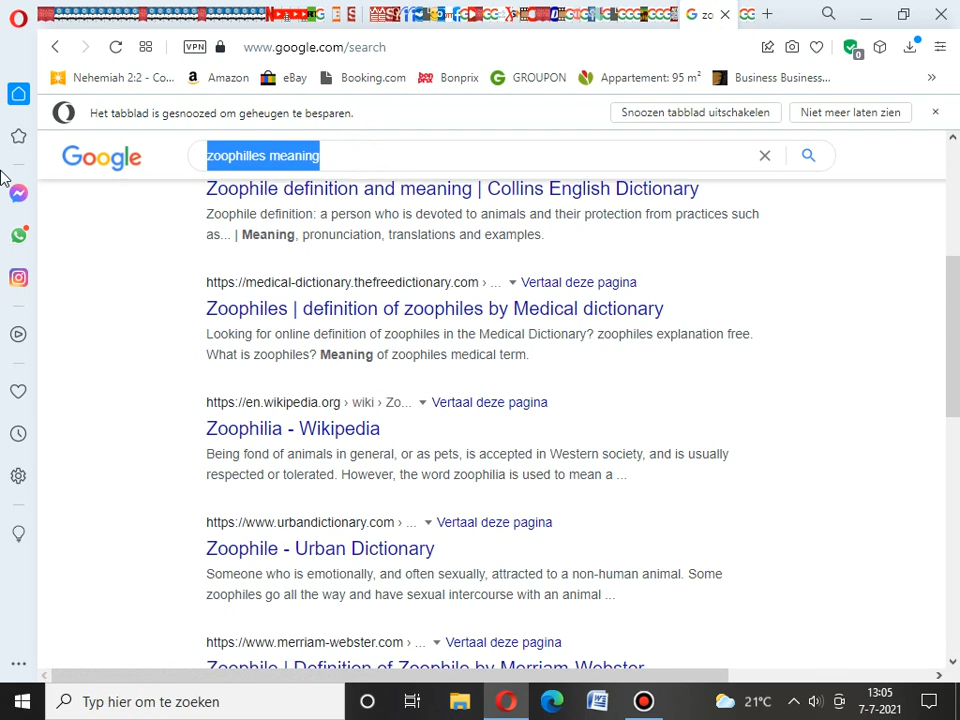 VPN
www.google.com/search
Nehemiah 2:2 - Co... Amazon eBay Booking.com bon prix Bonprix GROUPON Appartement: 95 m² Business Business... »
Het tabblad is gesnoozed om geheugen te besparen. Snoozen tabblad uitschakelen Niet meer laten zien
Google zoophilles meaning
Zoophile definition and meaning | Collins English Dictionary
Zoophile definition: a person who is devoted to animals and their protection from practices such
as... | Meaning, pronunciation, translations and examples.
https://medical-dictionary.thefreedictionary.com › ... Vertaal deze pagina
Zoophiles | definition of zoophiles by Medical dictionary
Looking for online definition of zoophiles in the Medical Dictionary? zoophiles explanation free.
What is zoophiles? Meaning of zoophiles medical term.
https://en.wikipedia.org › wiki › Zo... Vertaal deze pagina
Zoophilia - Wikipedia
Being fond of animals in general, or as pets, is accepted in Western society, and is usually
respected or tolerated. However, the word zoophilia is used to mean a ...
https://www.urbandictionary.com › ... Vertaal deze pagina
Zoophile - Urban Dictionary
Someone who is emotionally, and often sexually, attracted to a non-human animal. Some
zoophiles go all the way and have sexual intercourse with an animal ...
https://www.merriam-webster.com › ... Vertaal deze pagina
Zoophile | Definition of Zoophile by Merriam-Webster
Typ hier om te zoeken
21°C
13:05
7-7-2021